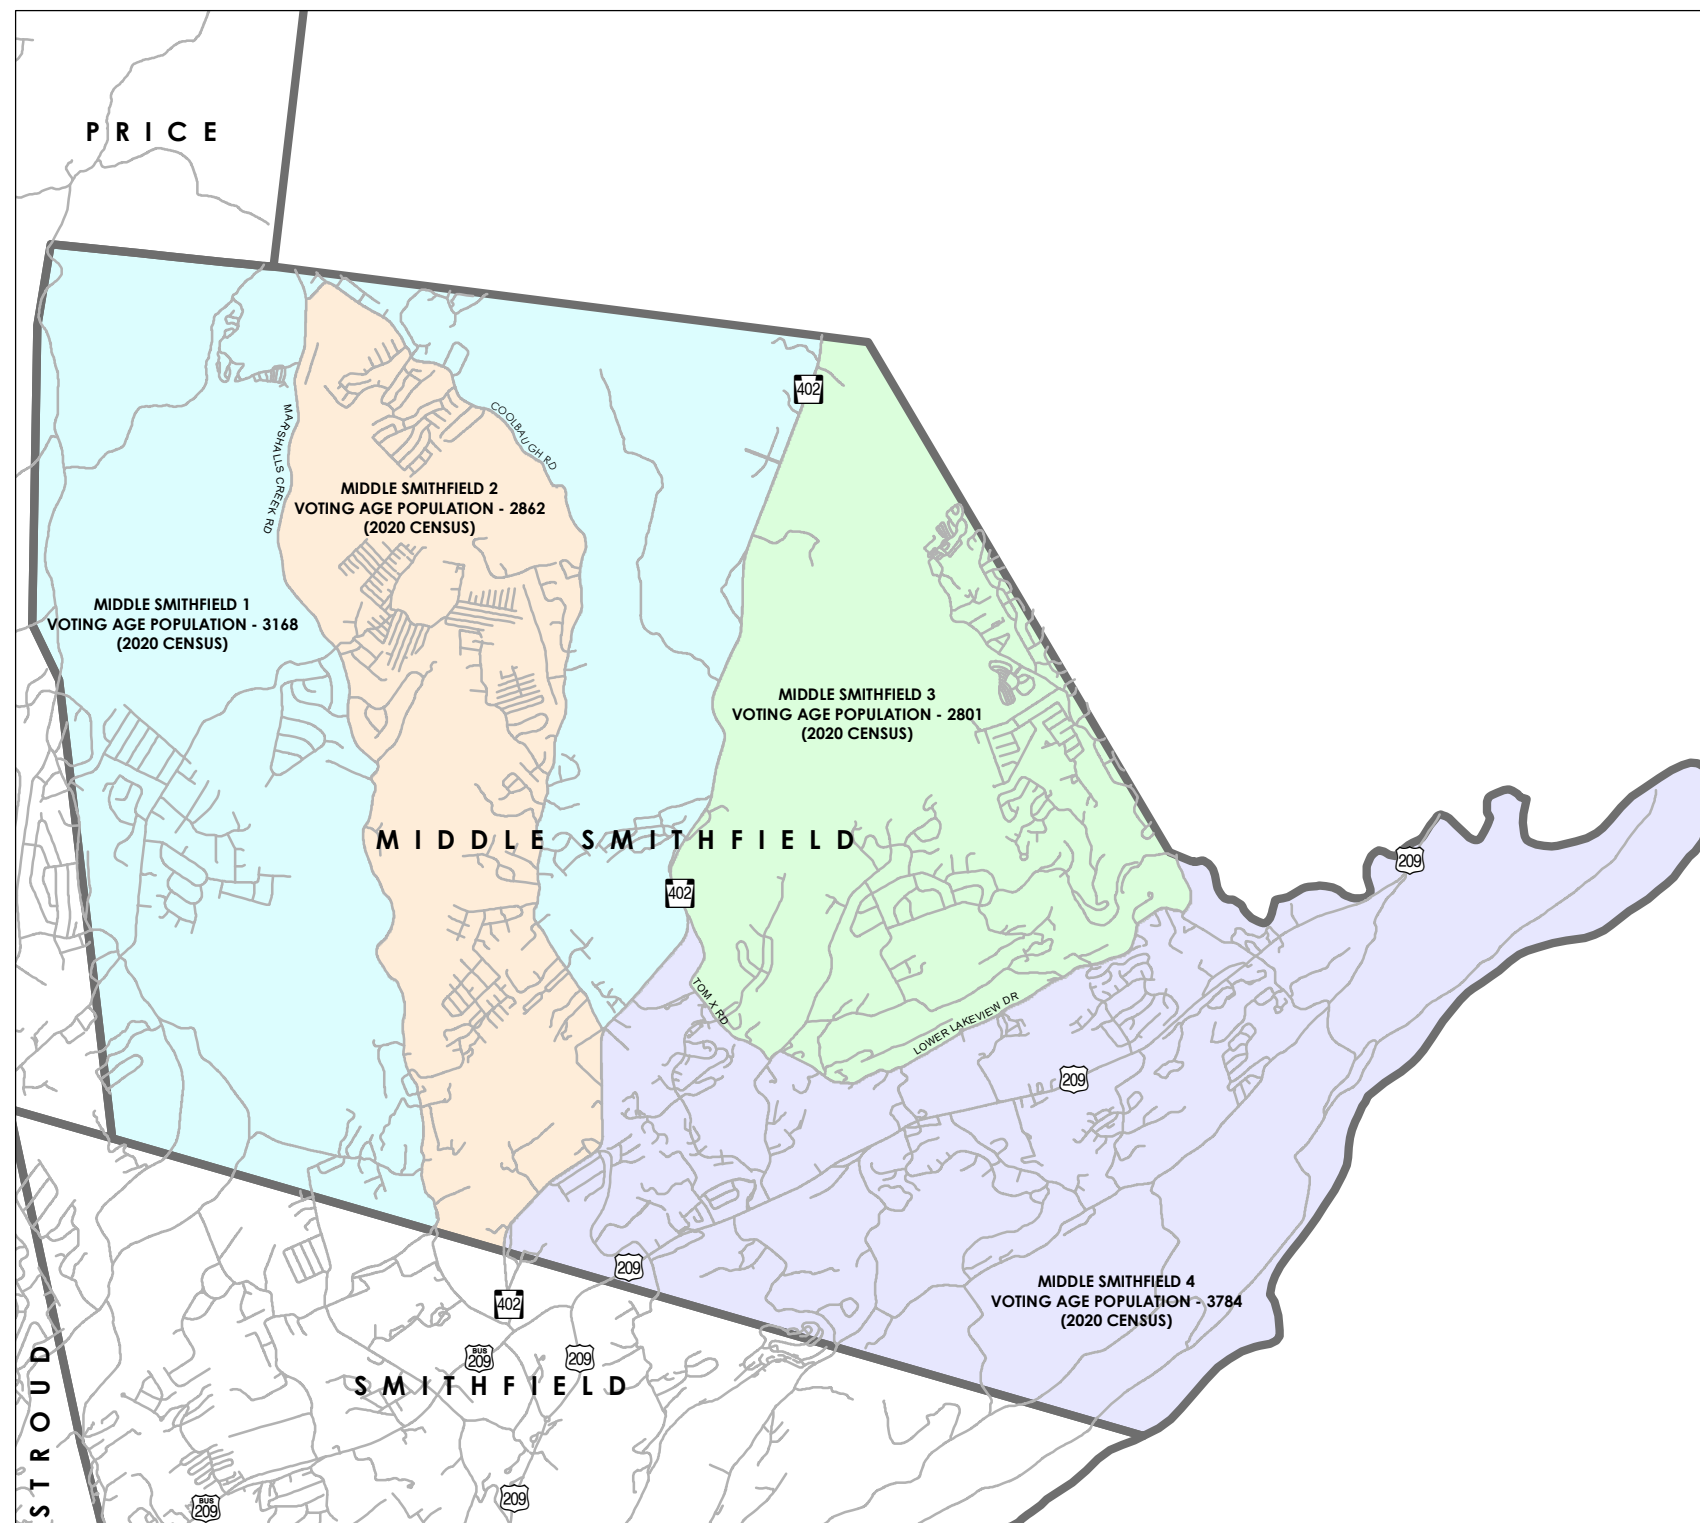 PRICE
402
MARSHALLS CREEK RD
COOLBAUGH RD
MIDDLE SMITHFIELD 2
VOTING AGE POPULATION - 2862
(2020 CENSUS)
MIDDLE SMITHFIELD 1
VOTING AGE POPULATION - 3168
(2020 CENSUS)
MIDDLE SMITHFIELD 3
VOTING AGE POPULATION - 2801
(2020 CENSUS)
MIDDLE SMITHFIELD
209
402
TOM X RD
LOWER LAKEVIEW DR
209
209
MIDDLE SMITHFIELD 4
VOTING AGE POPULATION - 3784
(2020 CENSUS)
402
BUS
209
209
SMITHFIELD
STROUD
209
BUS
209